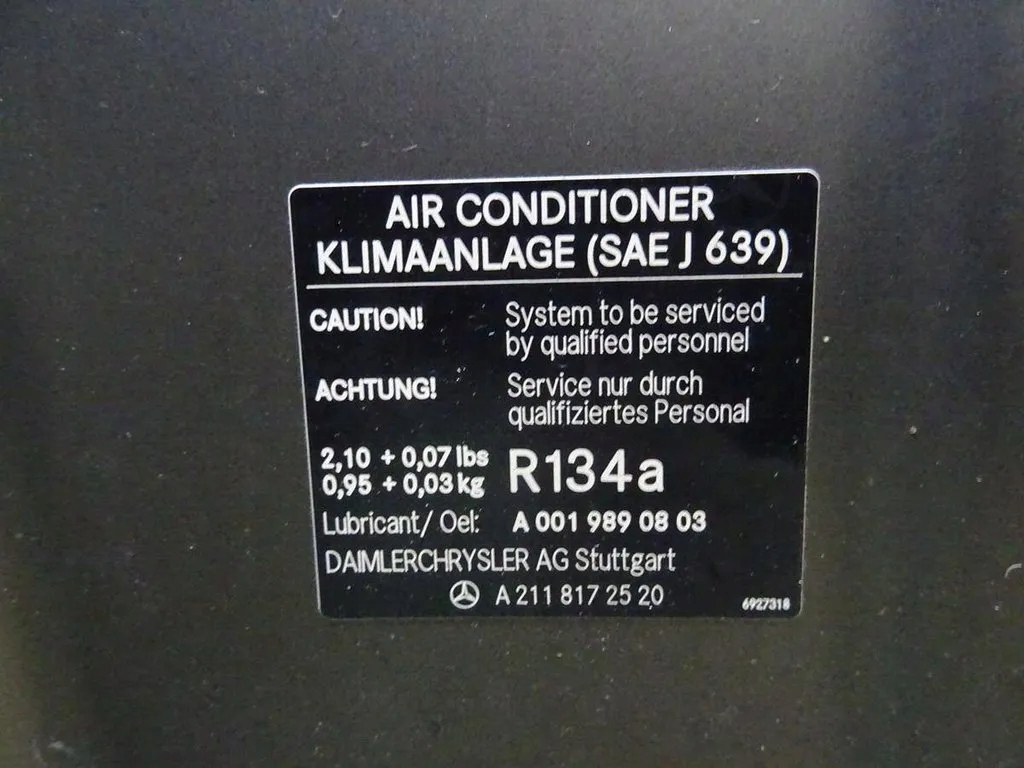 AIR CONDITIONER
KLIMAANLAGE (SAE J 639)
CAUTION! System to be serviced
by qualified personnel
ACHTUNG! Service nur durch
qualifiziertes Personal
2,10 + 0,07 lbs R134a
0,95 + 0,03 kg
Lubricant/ Oel: A 001 989 08 03
DAIMLERCHRYSLER AG Stuttgart
A 211 817 25 20 6927318